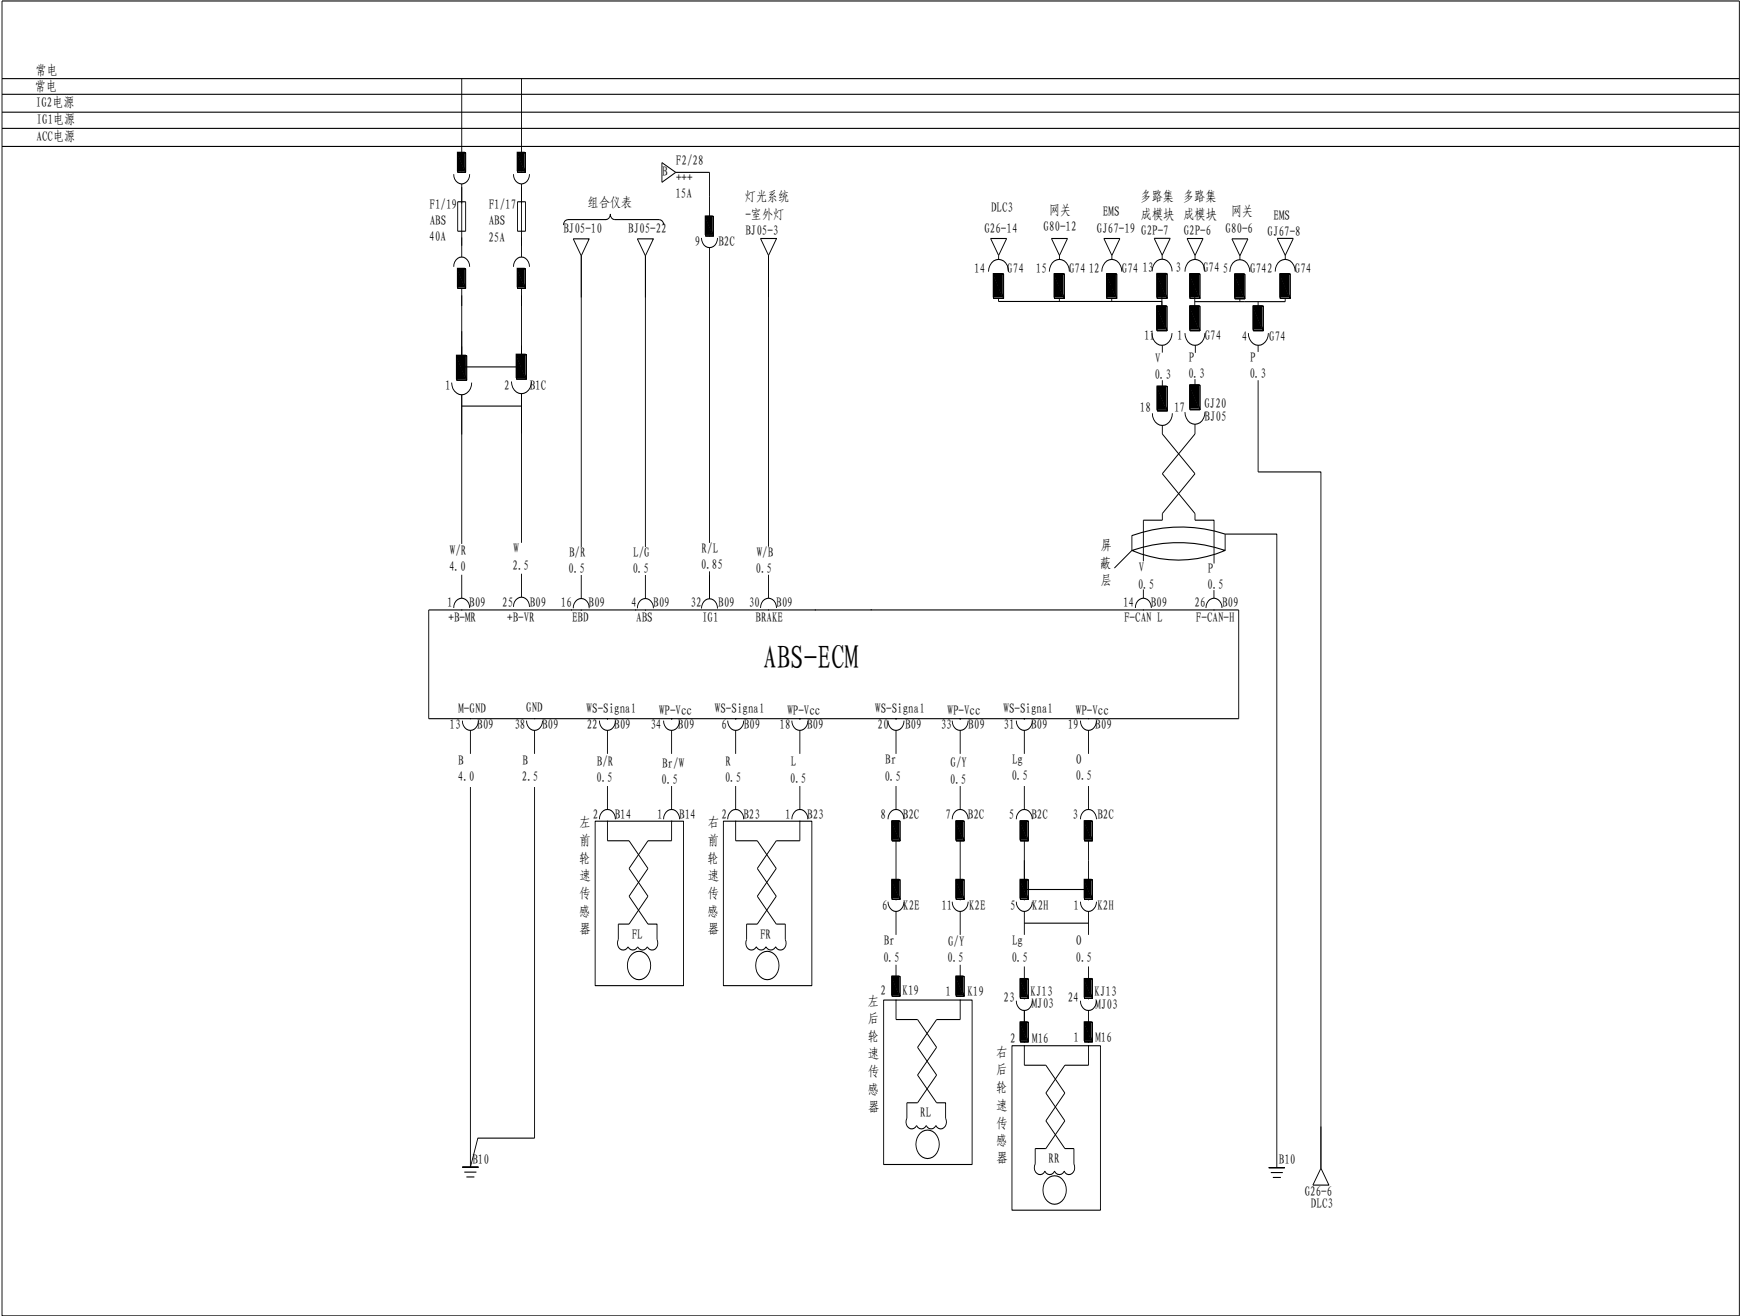 常电
常电
IG2电源
IG1电源
ACC电源
F1/19
ABS
40A
F1/17
ABS
25A
组合仪表
BJ05-10
BJ05-22
B
F2/28
15A
9
B2C
灯光系统
-室外灯
BJ05-3
DLC3
G26-14
网关
G80-12
EMS
GJ67-19
多路集
成模块
G2P-7
多路集
成模块
G2P-6
网关
G80-6
EMS
GJ67-8
14 G74
15 G74
12 G74
13
3 G74
5 G74
2 G74
11
1 G74
4 G74
V
0.3
P
0.3
P
0.3
1
2 B1C
18
17
GJ20
BJ05
屏蔽层
W/R
4.0
W
2.5
B/R
0.5
L/G
0.5
R/L
0.85
W/B
0.5
V
0.5
P
0.5
1 B09
25 B09
16 B09
4 B09
32 B09
30 B09
14 B09
26 B09
+B-MR
+B-VR
EBD
ABS
IG1
BRAKE
F-CAN L
F-CAN-H
ABS-ECM
M-GND
GND
WS-Signal
WP-Vcc
WS-Signal
WP-Vcc
WS-Signal
WP-Vcc
WS-Signal
WP-Vcc
13 B09
38 B09
22 B09
34 B09
6 B09
18 B09
20 B09
33 B09
31 B09
19 B09
B
4.0
B
2.5
B/R
0.5
Br/W
0.5
R
0.5
L
0.5
Br
0.5
G/Y
0.5
Lg
0.5
O
0.5
2 B14
1 B14
2 B23
1 B23
8 B2C
7 B2C
5 B2C
3 B2C
左前轮速传感器
FL
右前轮速传感器
FR
6 K2E
11 K2E
5 K2H
1 K2H
Br
0.5
G/Y
0.5
Lg
0.5
O
0.5
2 K19
1 K19
23
KJ13
MJ03
24
KJ13
MJ03
2 M16
1 M16
左后轮速传感器
RL
右后轮速传感器
RR
B10
B10
G26-6
DLC3